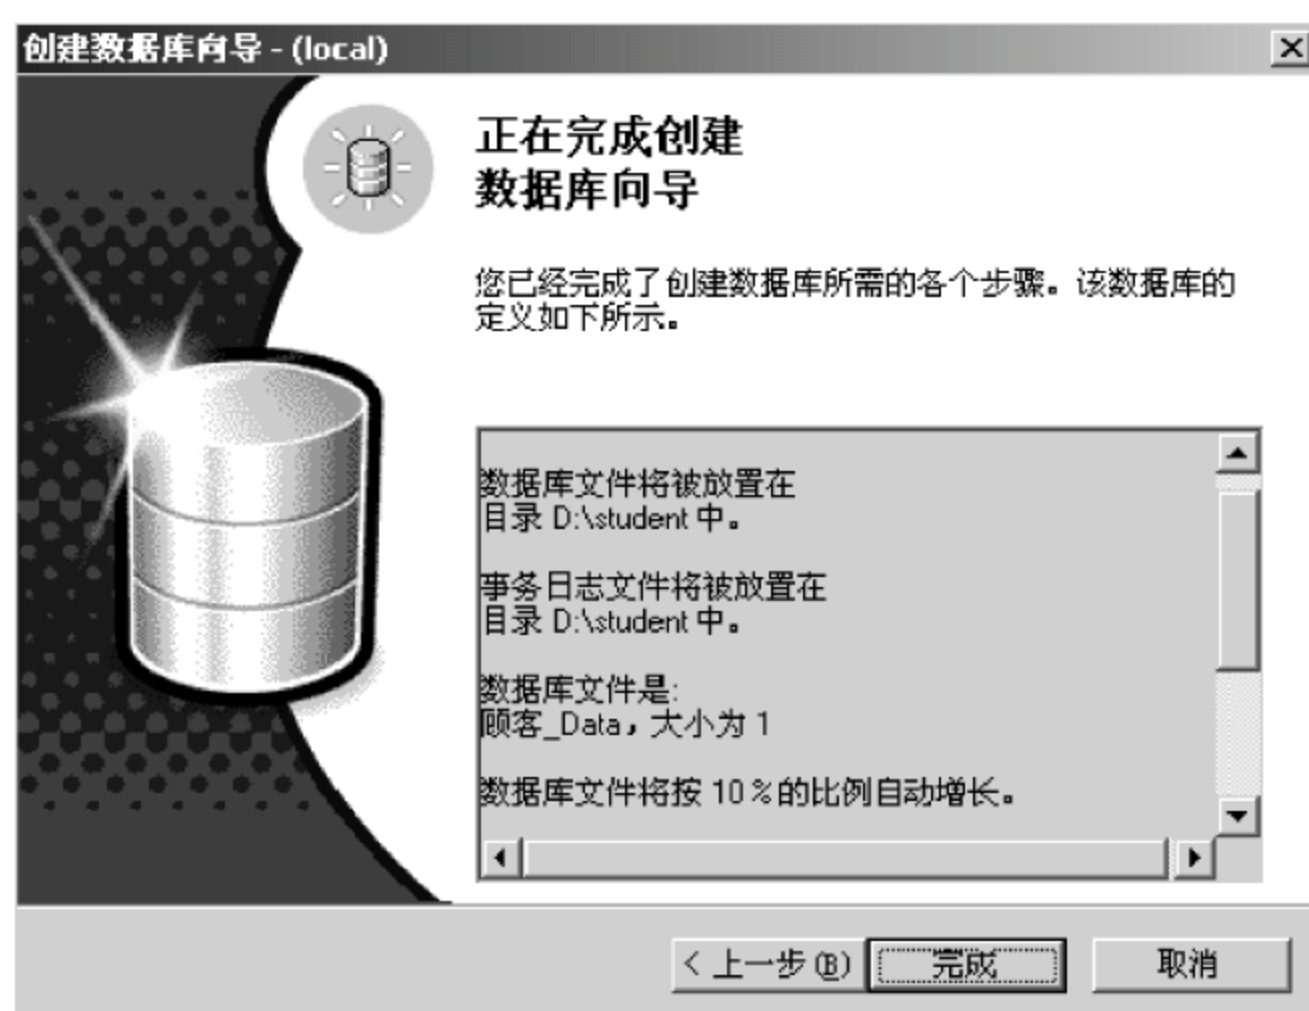 创建数据库向导 - (local)
正在完成创建
数据库向导
您已经完成了创建数据库所需的各个步骤。该数据库的
定义如下所示。
数据库文件将被放置在
目录 D:\student 中。
事务日志文件将被放置在
目录 D:\student 中。
数据库文件是:
顾客_Data，大小为 1
数据库文件将按 10%的比例自动增长。
< 上一步(B)
完成
取消